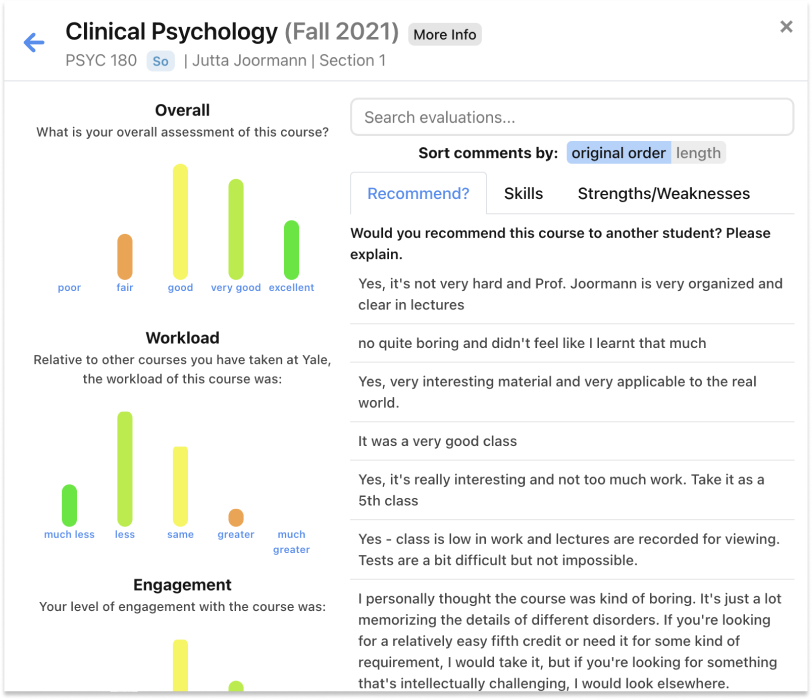 Clinical Psychology (Fall 2021) More Info
PSYC 180 So | Jutta Joormann | Section 1
Overall
What is your overall assessment of this course?
poor fair good very good excellent
Workload
Relative to other courses you have taken at Yale,
the workload of this course was:
much less less same greater much
greater
Engagement
Your level of engagement with the course was:
Search evaluations...
Sort comments by: original order length
Recommend? Skills Strengths/Weaknesses
Would you recommend this course to another student? Please
explain.
Yes, it's not very hard and Prof. Joormann is very organized and
clear in lectures
no quite boring and didn't feel like I learnt that much
Yes, very interesting material and very applicable to the real
world.
It was a very good class
Yes, it's really interesting and not too much work. Take it as a
5th class
Yes - class is low in work and lectures are recorded for viewing.
Tests are a bit difficult but not impossible.
I personally thought the course was kind of boring. It's just a lot
memorizing the details of different disorders. If you're looking
for a relatively easy fifth credit or need it for some kind of
requirement, I would take it, but if you're looking for something
that's intellectually challenging, I would look elsewhere.